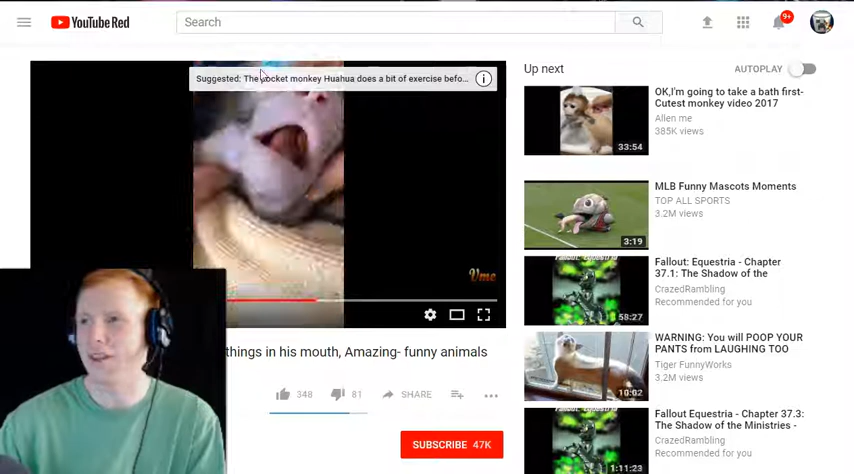 YouTube Red
Search
9+
Suggested: The pocket monkey Huahua does a bit of exercise befo...
Vmc
things in his mouth, Amazing- funny animals
348
81
SHARE
SUBSCRIBE 47K
Up next
AUTOPLAY
OK,I'm going to take a bath first-
Cutest monkey video 2017
Allen me
385K views
33:54
MLB Funny Mascots Moments
TOP ALL SPORTS
3.2M views
3:19
Fallout: Equestria - Chapter
37.1: The Shadow of the
CrazedRambling
Recommended for you
58:27
WARNING: You will POOP YOUR
PANTS from LAUGHING TOO
Tiger FunnyWorks
3.2M views
10:02
Fallout Equestria - Chapter 37.3:
The Shadow of the Ministries -
CrazedRambling
Recommended for you
1:11:23